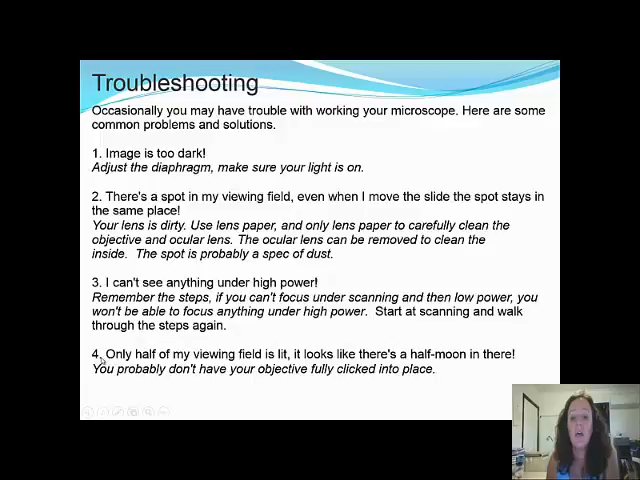 Troubleshooting
Occasionally you may have trouble with working your microscope. Here are some
common problems and solutions.
1. Image is too dark!
Adjust the diaphragm, make sure your light is on.
2. There's a spot in my viewing field, even when I move the slide the spot stays in
the same place!
Your lens is dirty. Use lens paper, and only lens paper to carefully clean the
objective and ocular lens. The ocular lens can be removed to clean the
inside. The spot is probably a spec of dust.
3. I can't see anything under high power!
Remember the steps, if you can't focus under scanning and then low power, you
won't be able to focus anything under high power. Start at scanning and walk
through the steps again.
4. Only half of my viewing field is lit, it looks like there's a half-moon in there!
You probably don't have your objective fully clicked into place.